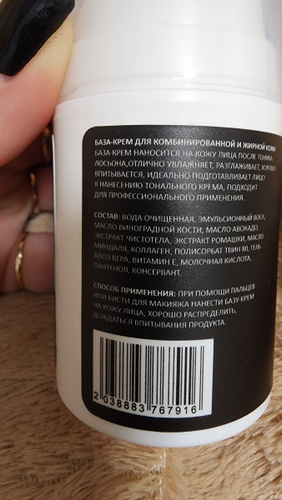 БАЗА-КРЕМ ДЛЯ КОМБИНИРОВАННОЙ И ЖИРНОЙ КОЖИ
БАЗА КРЕМ НАНОСИТСЯ НА КОЖУ ЛИЦА ПОСЛЕ ТОНИКА-
ЛОСЬОНА,ОТЛИЧНО УВЛАЖНЯЕТ, РАЗГЛАЖИВАЕТ, ХОРОШО
ВПИТЫВАЕТСЯ, ИДЕАЛЬНО ПОДГОТАВЛИВАЕТ ЛИЦО
К НАНЕСЕНИЮ ТОНАЛЬНОГО КРЕМА, ПОДХОДИТ
ДЛЯ ПРОФЕССИОНАЛЬНОГО ПРИМЕНЕНИЯ.
СОСТАВ: ВОДА ОЧИЩЕННАЯ, ЭМУЛЬСИОННЫЙ ВОСК,
МАСЛО ВИНОГРАДНОЙ КОСТИ, МАСЛО АВОКАДО,
ЭКСТРАКТ ЧИСТОТЕЛА, ЭКСТРАКТ РОМАШКИ, МАСЛО
МИНДАЛЯ, КОЛЛАГЕН, ПОЛИСОРБАТ ТВИН 80, ГЕЛЬ
АЛОЭ ВЕРА, ВИТАМИН Е, МОЛОЧНАЯ КИСЛОТА,
ПАНТЕНОЛ, КОНСЕРВАНТ.
СПОСОБ ПРИМЕНЕНИЯ: ПРИ ПОМОЩИ ПАЛЬЦЕВ
ИЛИ КИСТИ ДЛЯ МАКИЯЖА НАНЕСТИ БАЗУ-КРЕМ
НА КОЖУ ЛИЦА, ХОРОШО РАСПРЕДЕЛИТЬ,
ДОЖДАТЬСЯ ВПИТЫВАНИЯ ПРОДУКТА.
2 038883 767916